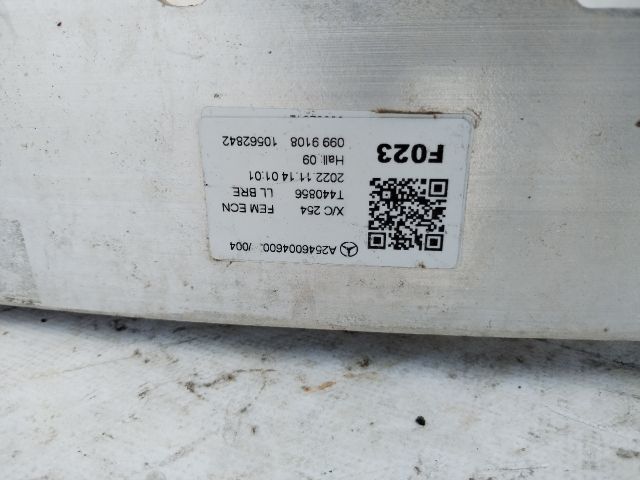 A2546004600 /004
X/C 254 FEM ECN
T440856 LL BRE
2022.11.14 01:01
Hall: 09
099 9108 10562842
F023